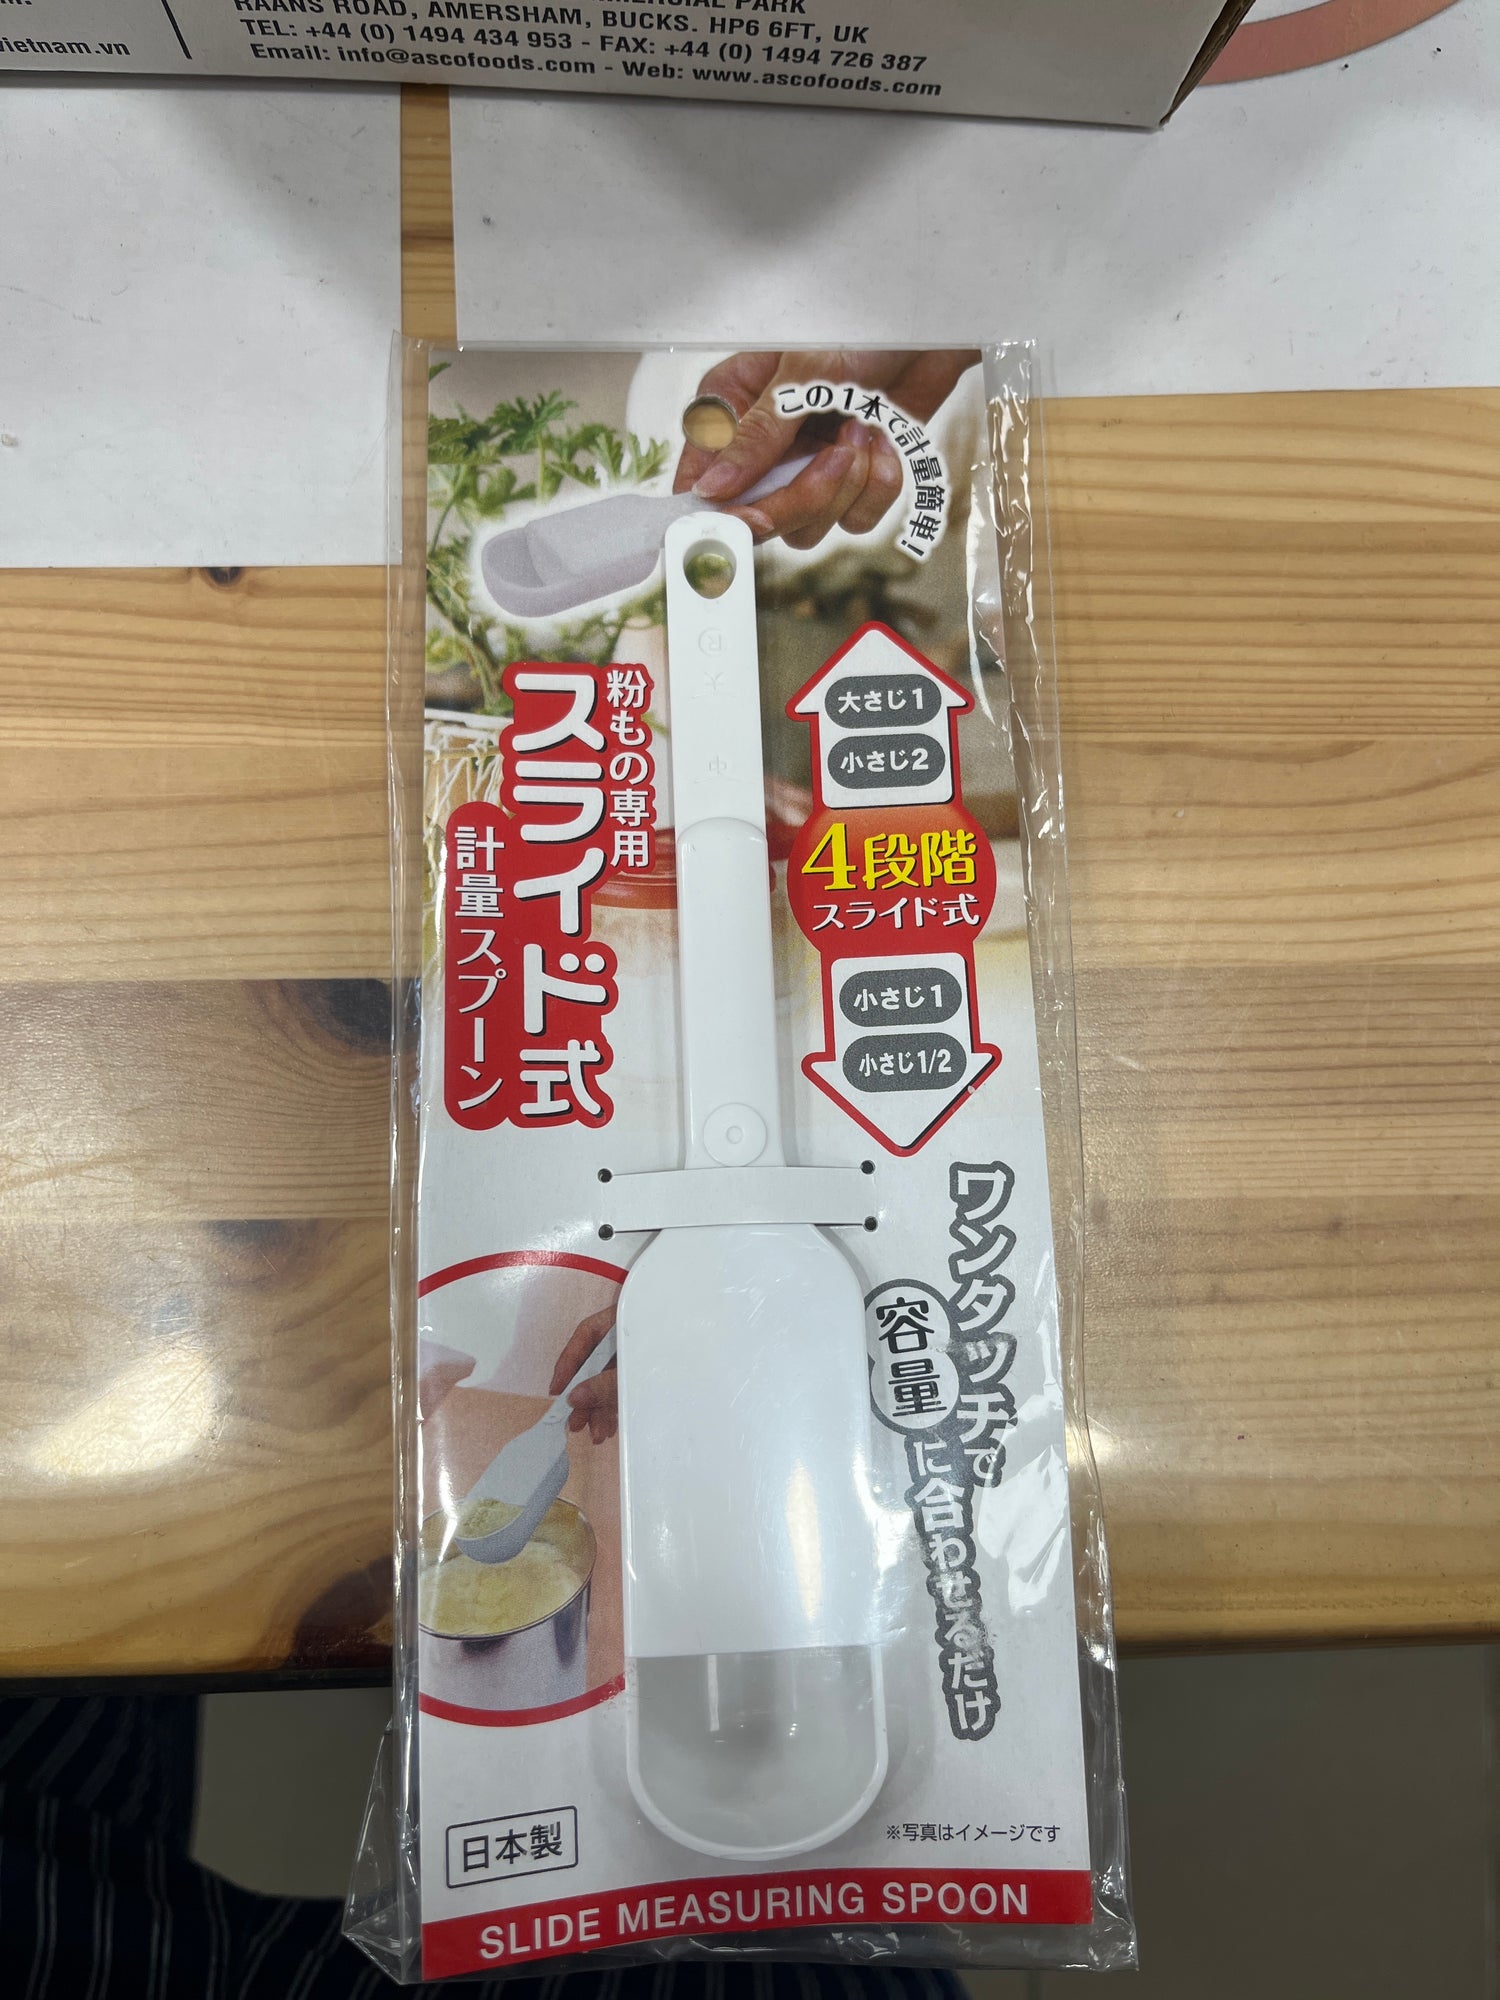 RAANS ROAD, AMERSHAM, BUCKS. HP6 6FT, UK
TEL: +44 (0) 1494 434 953 - FAX: +44 (0) 1494 726 387
Email: info@ascofoods.com - Web: www.ascofoods.com
vietnam.vn
この1本で計量簡単!
粉もの専用
スライド式
計量スプーン
大さじ1
小さじ2
4段階
スライド式
小さじ1
小さじ1/2
大
中
ワンタッチで
容量に合わせるだけ
日本製
※写真はイメージです
SLIDE MEASURING SPOON